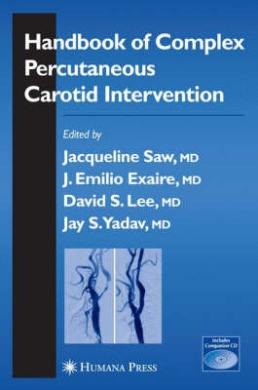 Handbook of Complex
Percutaneous
Carotid Intervention
Edited by
Jacqueline Saw, MD
J. Emilio Exaire, MD
David S. Lee, MD
Jay S. Yadav, MD
Includes
Companion CD
HUMANA PRESS